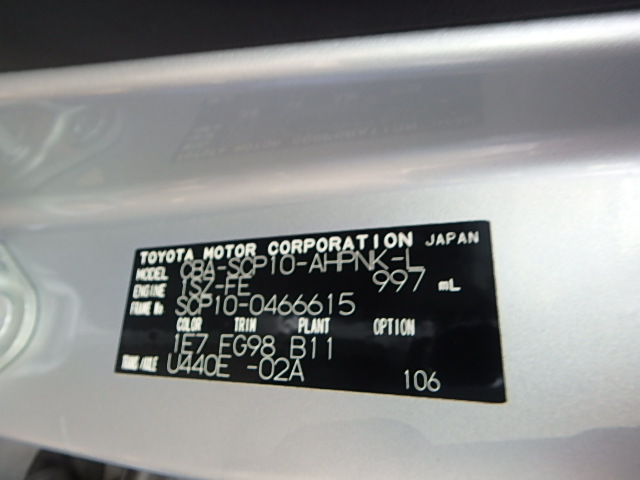 TOYOTA MOTOR CORPORATION JAPAN
MODEL CBA-SCP10-AHPNK-L
ENGINE 1SZ-FE 997 mL
FRAME No. SCP10-0466615
COLOR TRIM PLANT OPTION
1E7 FG98 B11
TRANS/AXLE U440E -02A 106